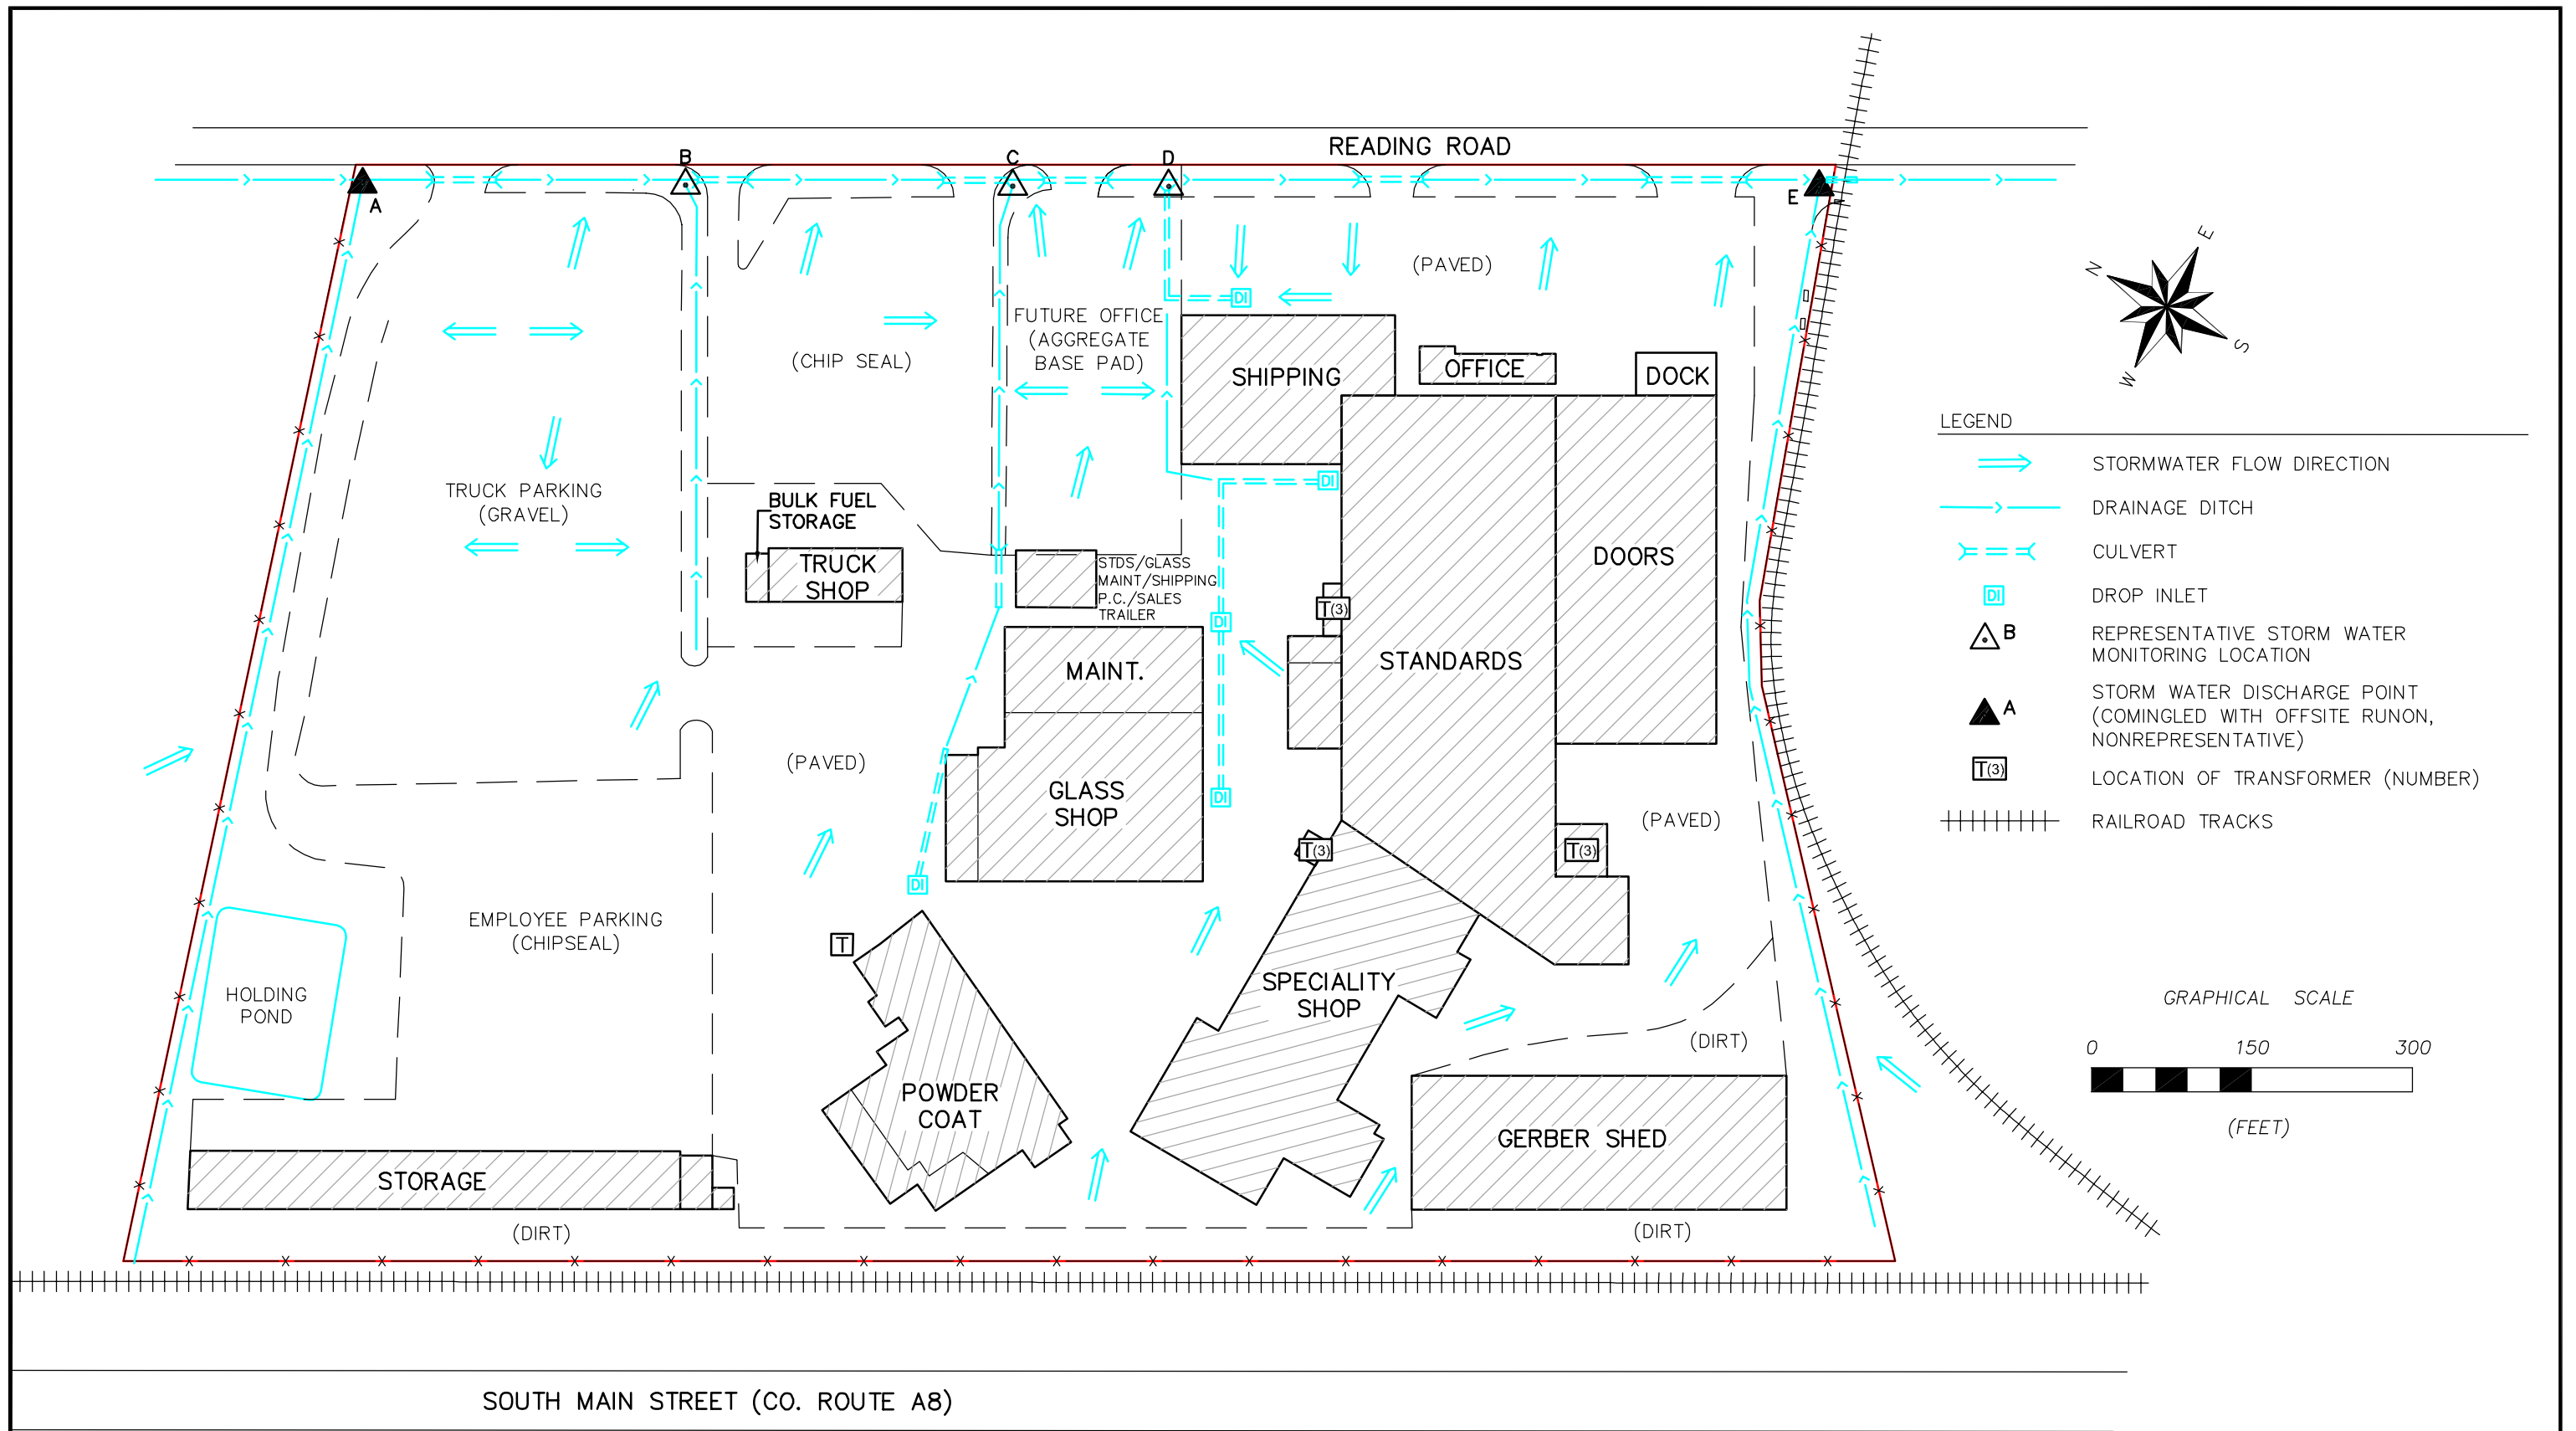 READING ROAD
A
B
C
D
E
(PAVED)
FUTURE OFFICE
(AGGREGATE
BASE PAD)
(CHIP SEAL)
DI
SHIPPING
OFFICE
DOCK
TRUCK PARKING
(GRAVEL)
BULK FUEL
STORAGE
TRUCK
SHOP
STDS/GLASS
MAINT/SHIPPING
P.C./SALES
TRAILER
DI
DI
DI
DI
T(3)
DOORS
STANDARDS
MAINT.
(PAVED)
GLASS
SHOP
T(3)
T(3)
(PAVED)
EMPLOYEE PARKING
(CHIPSEAL)
T
HOLDING
POND
SPECIALITY
SHOP
(DIRT)
POWDER
COAT
GERBER SHED
STORAGE
(DIRT)
(DIRT)
SOUTH MAIN STREET (CO. ROUTE A8)
N
E
S
W
LEGEND
STORMWATER FLOW DIRECTION
DRAINAGE DITCH
CULVERT
DI
DROP INLET
B
REPRESENTATIVE STORM WATER
MONITORING LOCATION
A
STORM WATER DISCHARGE POINT
(COMINGLED WITH OFFSITE RUNON,
NONREPRESENTATIVE)
T(3)
LOCATION OF TRANSFORMER (NUMBER)
RAILROAD TRACKS
GRAPHICAL SCALE
0 150 300
(FEET)